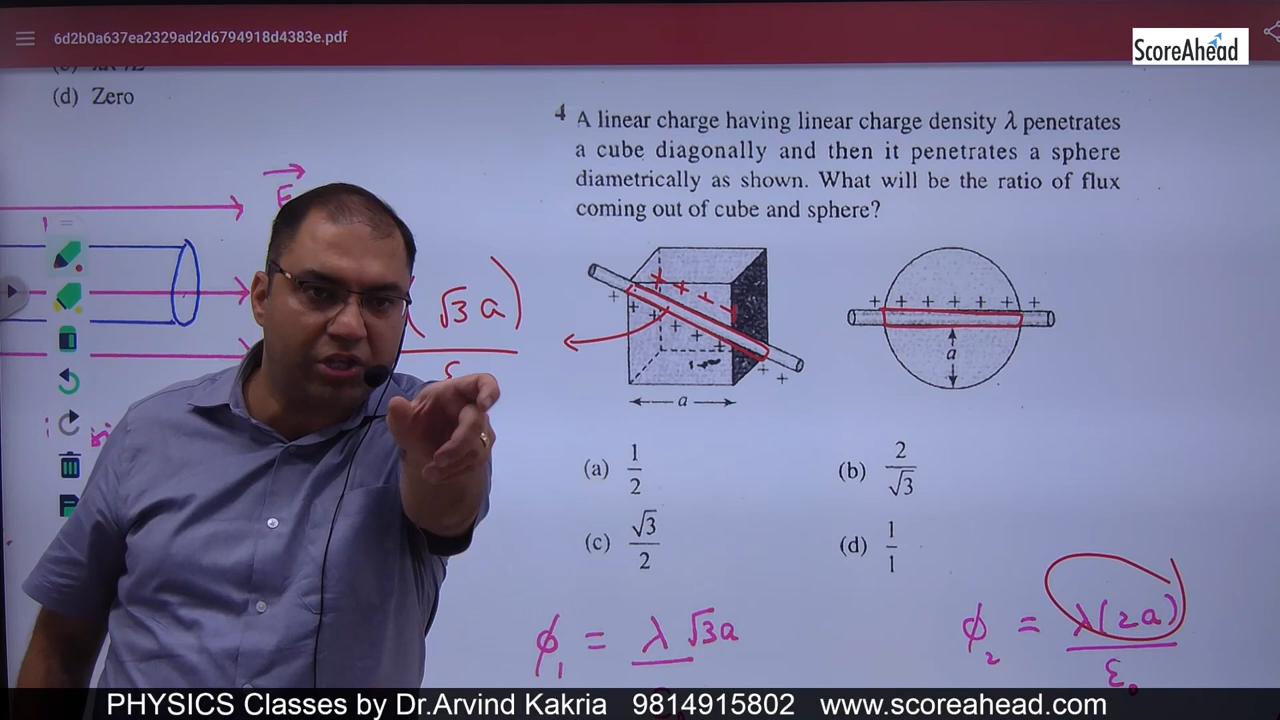 6d2b0a637ea2329ad2d6794918d4383e.pdf
ScoreAhead
(d) Zero
4 A linear charge having linear charge density λ penetrates
a cube diagonally and then it penetrates a sphere
diametrically as shown. What will be the ratio of flux
coming out of cube and sphere?
E
(√3 a)
+ + + + + + +
a
a
(a) 1/2
(b) 2/√3
(c) √3/2
(d) 1/1
ϕ₁ = λ √3a
ϕ₂ = λ(2a)/ε₀
PHYSICS Classes by Dr.Arvind Kakria 9814915802 www.scoreahead.com